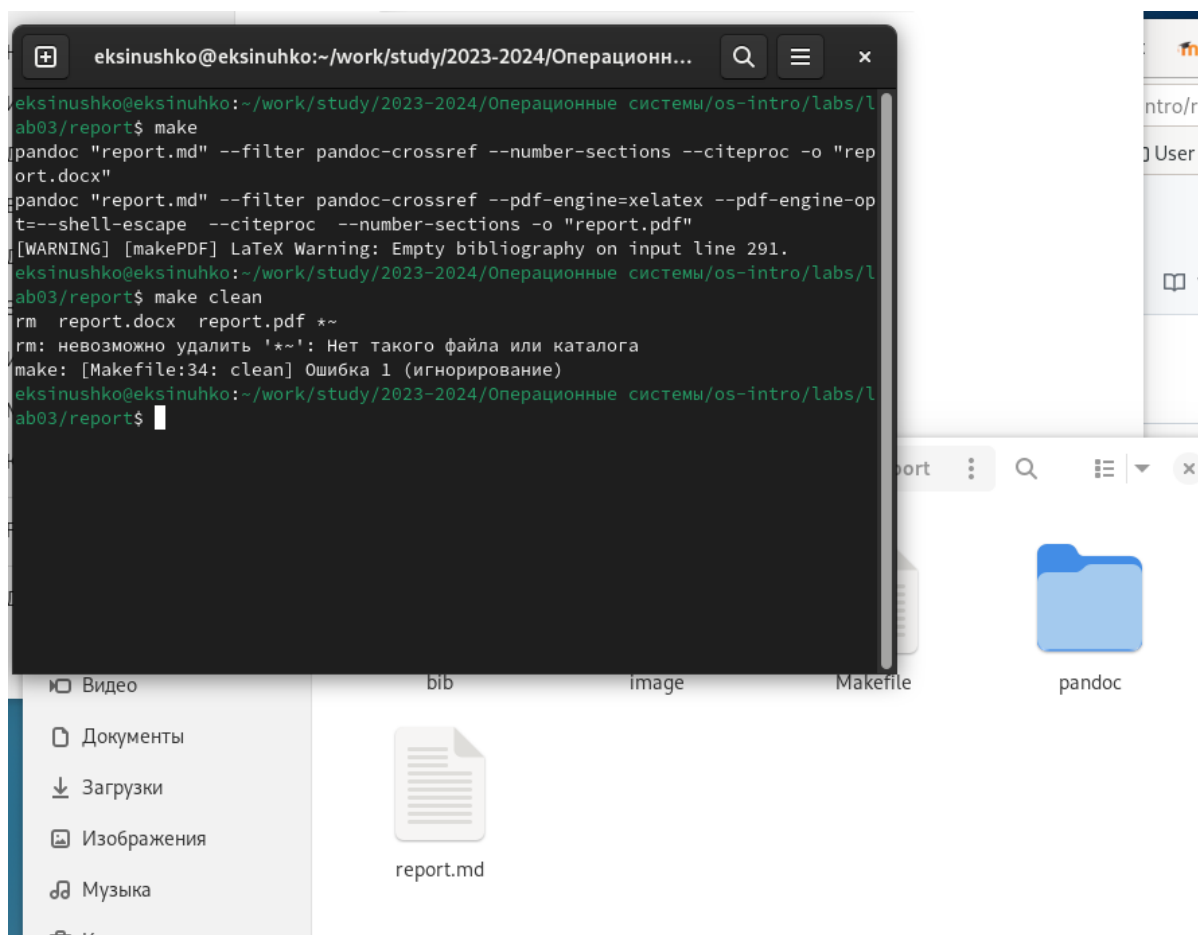 eksinushko@eksinuhko:~/work/study/2023-2024/Операционн...
eksinushko@eksinuhko:~/work/study/2023-2024/Операционные системы/os-intro/labs/l
ab03/report$ make
pandoc "report.md" --filter pandoc-crossref --number-sections --citeproc -o "rep
ort.docx"
pandoc "report.md" --filter pandoc-crossref --pdf-engine=xelatex --pdf-engine-op
t=--shell-escape  --citeproc  --number-sections -o "report.pdf"
[WARNING] [makePDF] LaTeX Warning: Empty bibliography on input line 291.
eksinushko@eksinuhko:~/work/study/2023-2024/Операционные системы/os-intro/labs/l
ab03/report$ make clean
rm  report.docx  report.pdf *~
rm: невозможно удалить '*~': Нет такого файла или каталога
make: [Makefile:34: clean] Ошибка 1 (игнорирование)
eksinushko@eksinuhko:~/work/study/2023-2024/Операционные системы/os-intro/labs/l
ab03/report$
ntro/r
User
port
Видео
bib
image
Makefile
pandoc
Документы
Загрузки
Изображения
report.md
Музыка